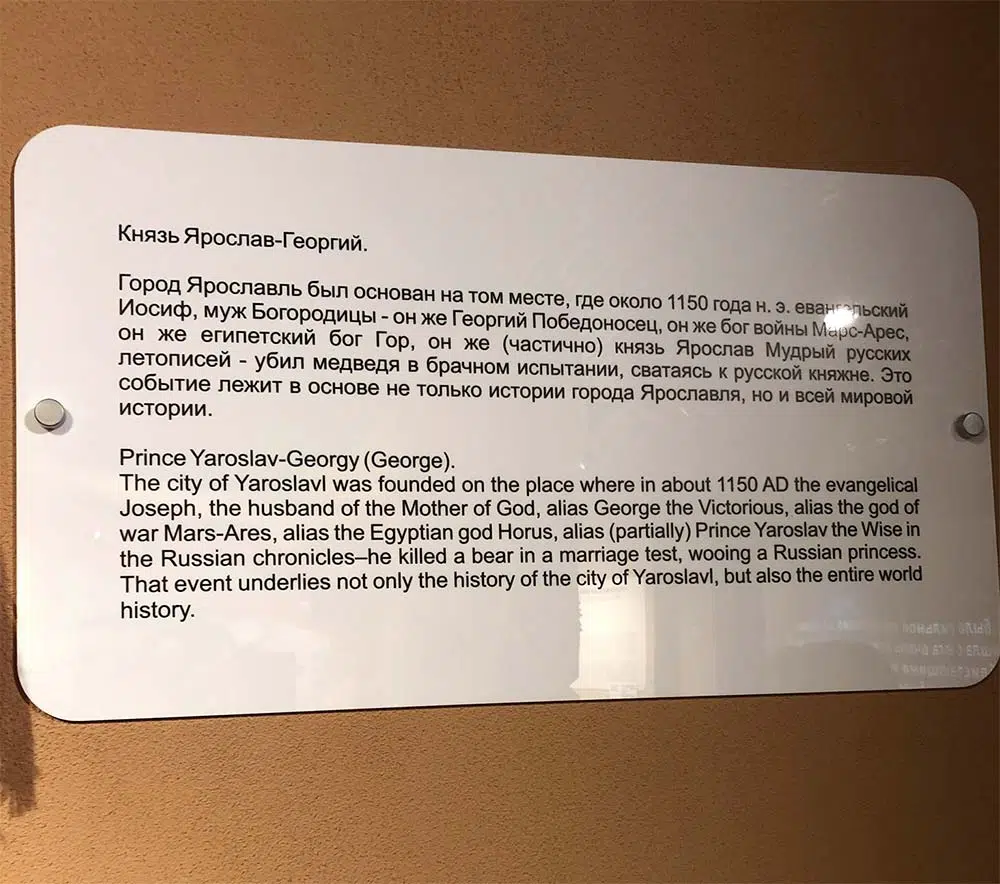 Князь Ярослав-Георгий.
Город Ярославль был основан на том месте, где около 1150 года н. э. евангельский
Иосиф, муж Богородицы - он же Георгий Победоносец, он же бог войны Марс-Арес,
он же египетский бог Гор, он же (частично) князь Ярослав Мудрый русских
летописей - убил медведя в брачном испытании, сватаясь к русской княжне. Это
событие лежит в основе не только истории города Ярославля, но и всей мировой
истории.
Prince Yaroslav-Georgy (George).
The city of Yaroslavl was founded on the place where in about 1150 AD the evangelical
Joseph, the husband of the Mother of God, alias George the Victorious, alias the god of
war Mars-Ares, alias the Egyptian god Horus, alias (partially) Prince Yaroslav the Wise in
the Russian chronicles–he killed a bear in a marriage test, wooing a Russian princess.
That event underlies not only the history of the city of Yaroslavl, but also the entire world
history.